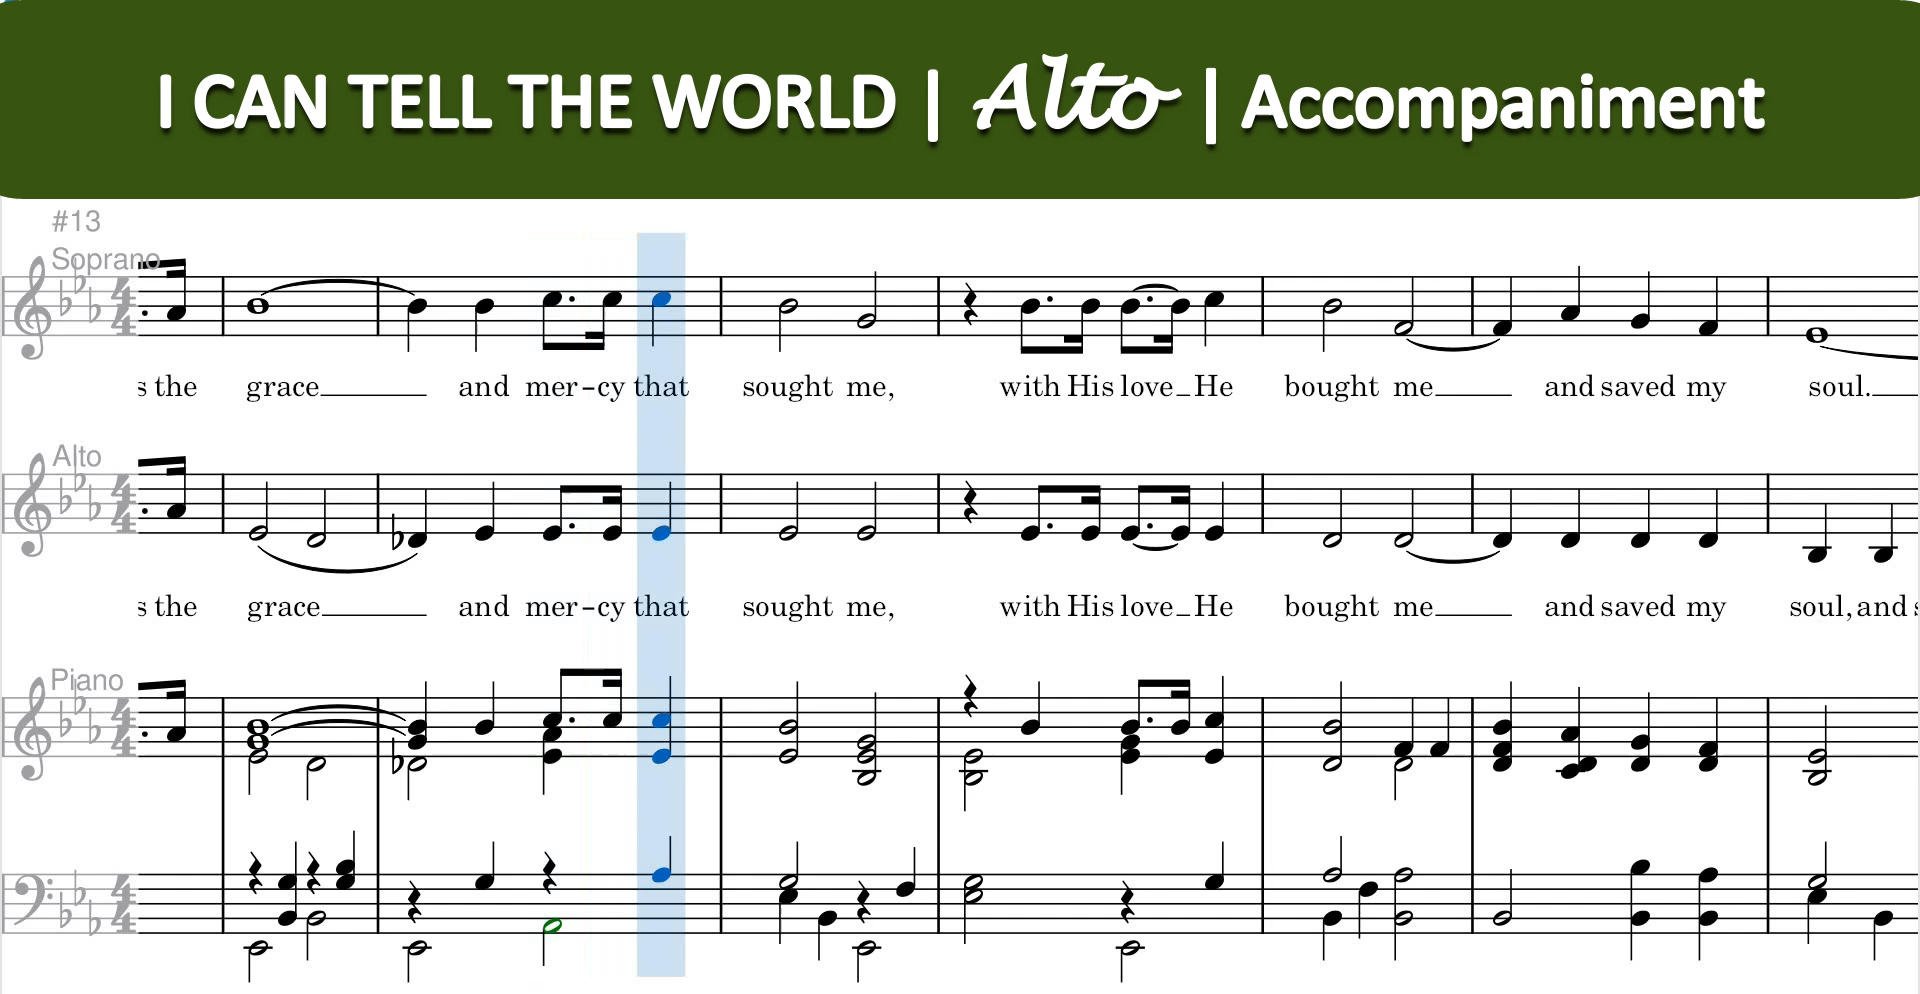 I CAN TELL THE WORLD | Alto | Accompaniment
#13
Soprano
s the grace and mer-cy that sought me, with His love He bought me and saved my soul.
Alto
s the grace and mer-cy that sought me, with His love He bought me and saved my soul, and s
Piano